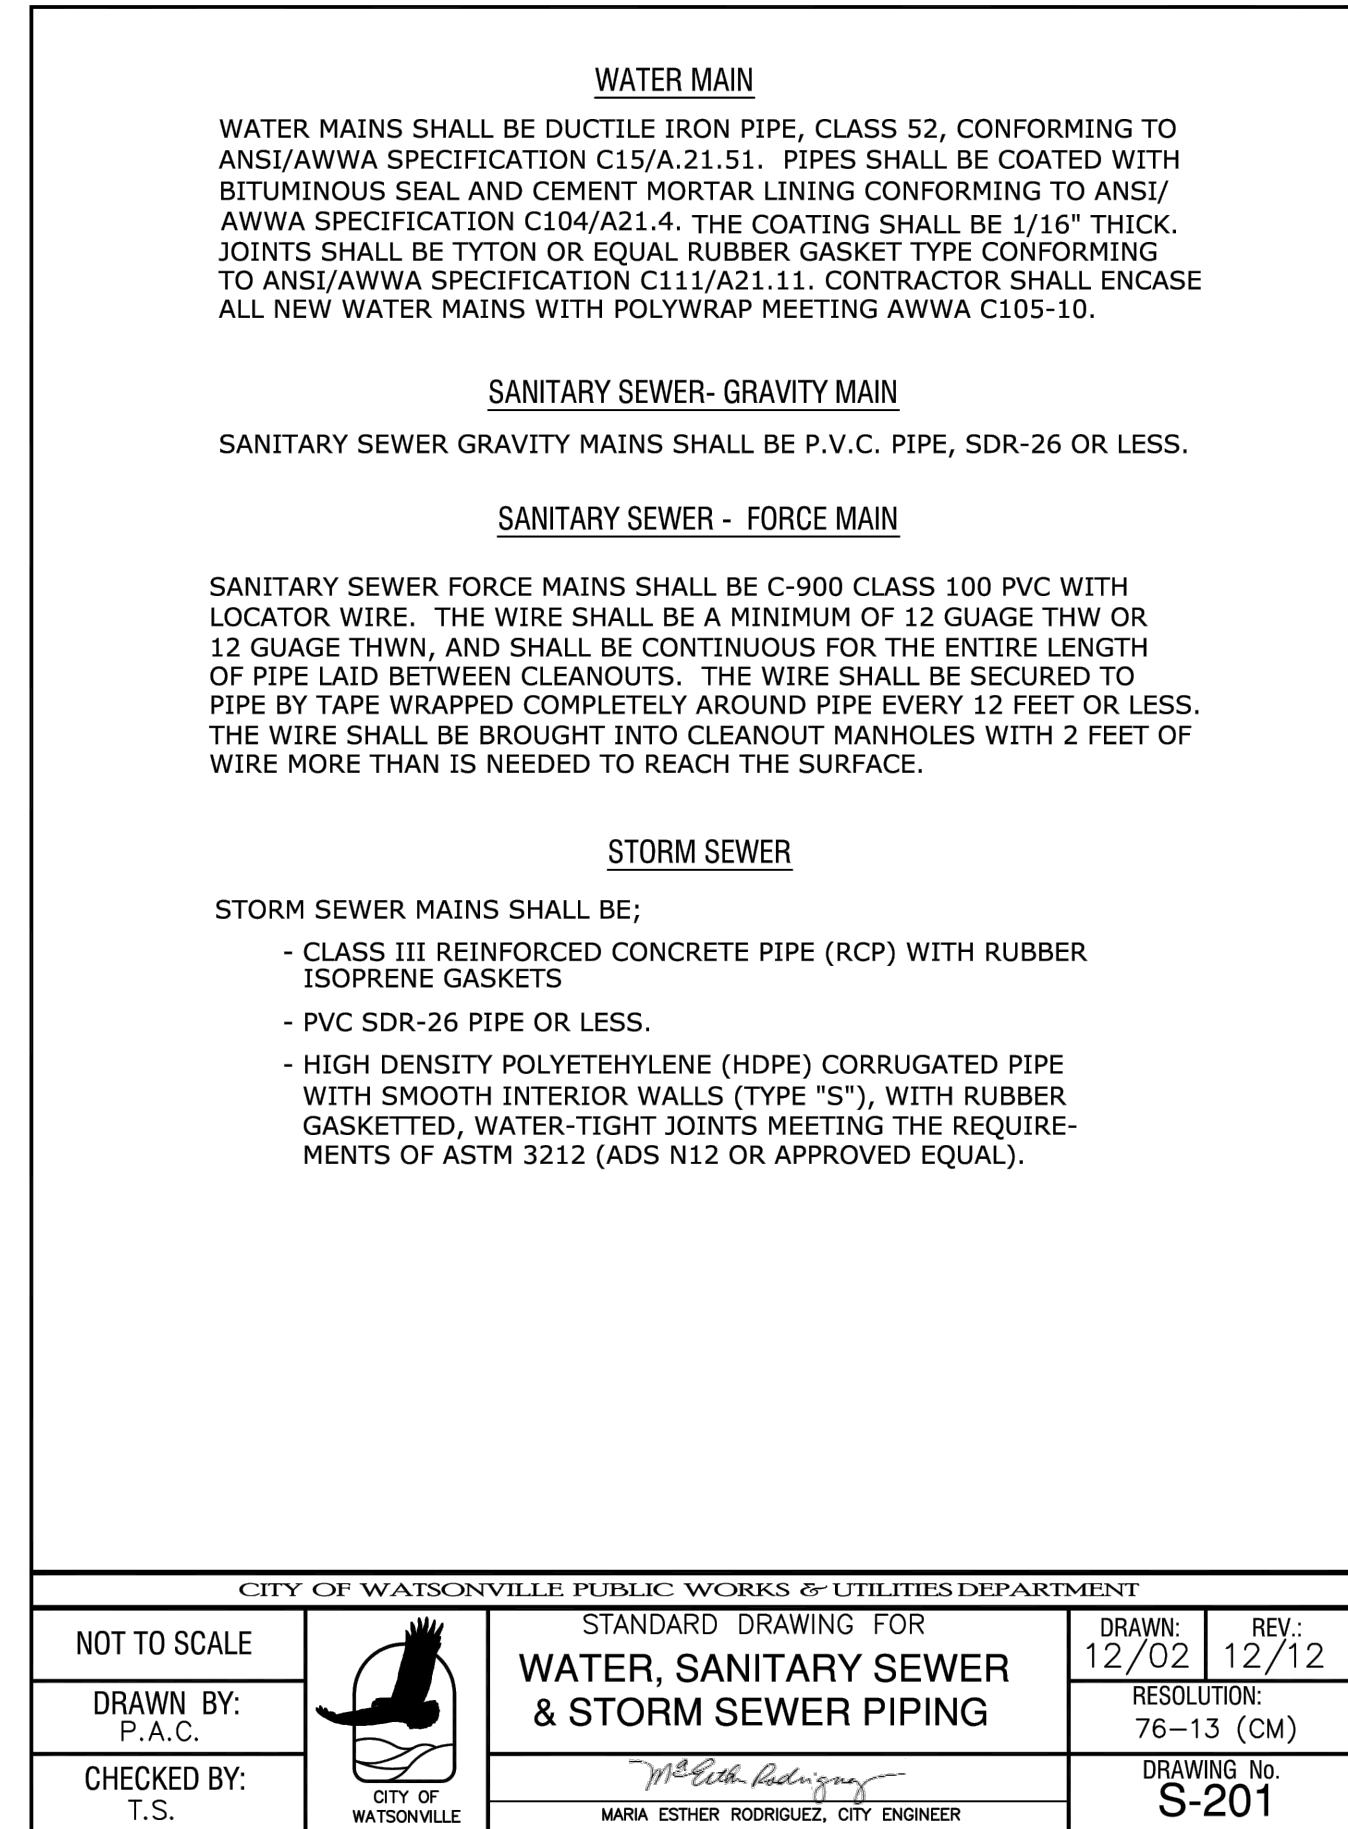 WATER MAIN
WATER MAINS SHALL BE DUCTILE IRON PIPE, CLASS 52, CONFORMING TO
ANSI/AWWA SPECIFICATION C15/A.21.51. PIPES SHALL BE COATED WITH
BITUMINOUS SEAL AND CEMENT MORTAR LINING CONFORMING TO ANSI/
AWWA SPECIFICATION C104/A21.4. THE COATING SHALL BE 1/16" THICK.
JOINTS SHALL BE TYTON OR EQUAL RUBBER GASKET TYPE CONFORMING
TO ANSI/AWWA SPECIFICATION C111/A21.11. CONTRACTOR SHALL ENCASE
ALL NEW WATER MAINS WITH POLYWRAP MEETING AWWA C105-10.
SANITARY SEWER- GRAVITY MAIN
SANITARY SEWER GRAVITY MAINS SHALL BE P.V.C. PIPE, SDR-26 OR LESS.
SANITARY SEWER - FORCE MAIN
SANITARY SEWER FORCE MAINS SHALL BE C-900 CLASS 100 PVC WITH
LOCATOR WIRE. THE WIRE SHALL BE A MINIMUM OF 12 GUAGE THW OR
12 GUAGE THWN, AND SHALL BE CONTINUOUS FOR THE ENTIRE LENGTH
OF PIPE LAID BETWEEN CLEANOUTS. THE WIRE SHALL BE SECURED TO
PIPE BY TAPE WRAPPED COMPLETELY AROUND PIPE EVERY 12 FEET OR LESS.
THE WIRE SHALL BE BROUGHT INTO CLEANOUT MANHOLES WITH 2 FEET OF
WIRE MORE THAN IS NEEDED TO REACH THE SURFACE.
STORM SEWER
STORM SEWER MAINS SHALL BE;
- CLASS III REINFORCED CONCRETE PIPE (RCP) WITH RUBBER
ISOPRENE GASKETS
- PVC SDR-26 PIPE OR LESS.
- HIGH DENSITY POLYETEHYLENE (HDPE) CORRUGATED PIPE
WITH SMOOTH INTERIOR WALLS (TYPE "S"), WITH RUBBER
GASKETTED, WATER-TIGHT JOINTS MEETING THE REQUIRE-
MENTS OF ASTM 3212 (ADS N12 OR APPROVED EQUAL).
CITY OF WATSONVILLE PUBLIC WORKS & UTILITIES DEPARTMENT
NOT TO SCALE
DRAWN BY:
P.A.C.
CHECKED BY:
T.S.
CITY OF
WATSONVILLE
STANDARD DRAWING FOR
WATER, SANITARY SEWER
& STORM SEWER PIPING
Ma Esther Rodriguez
MARIA ESTHER RODRIGUEZ, CITY ENGINEER
DRAWN:
12/02
REV.:
12/12
RESOLUTION:
76-13 (CM)
DRAWING No.
S-201